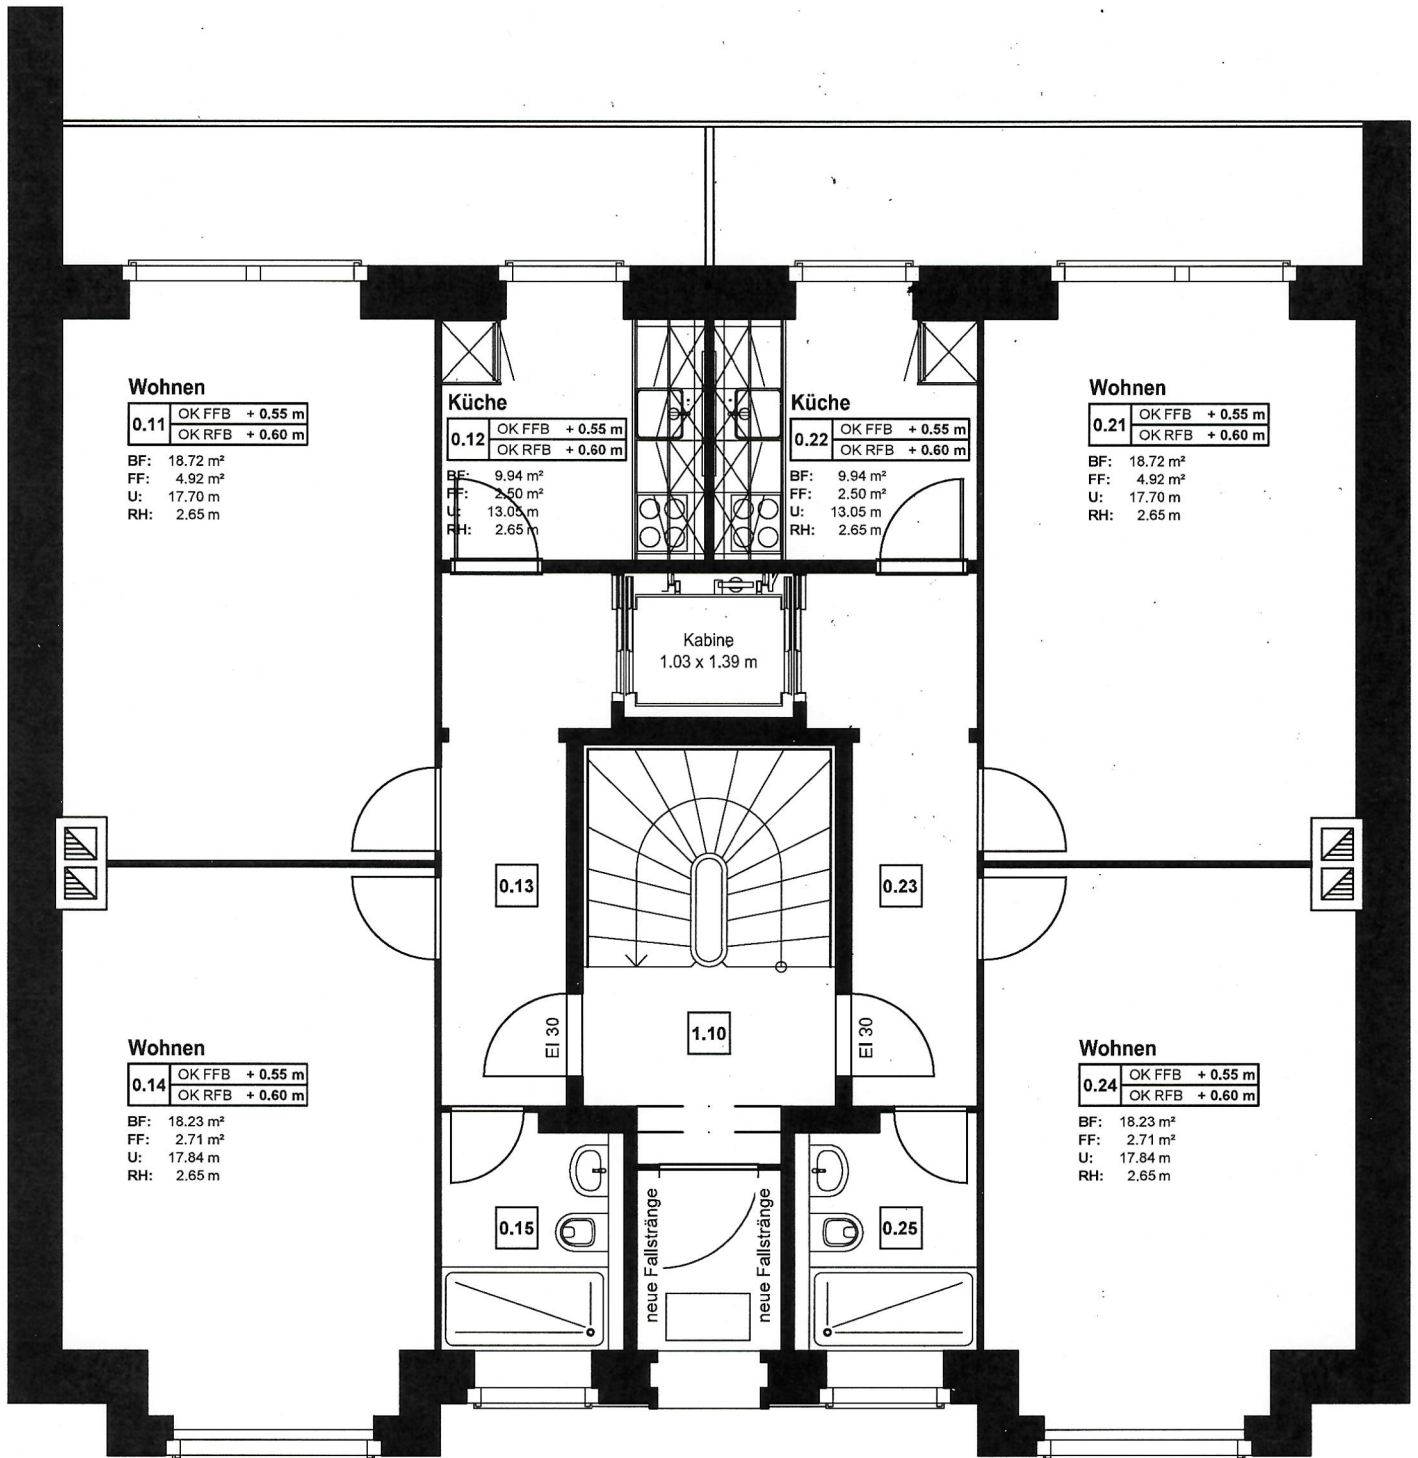 Wohnen
0.11 OK FFB + 0.55 m
OK RFB + 0.60 m
BF: 18.72 m²
FF: 4.92 m²
U: 17.70 m
RH: 2.65 m
Küche
0.12 OK FFB + 0.55 m
OK RFB + 0.60 m
BF: 9.94 m²
FF: 2.50 m²
U: 13.05 m
RH: 2.65 m
Küche
0.22 OK FFB + 0.55 m
OK RFB + 0.60 m
BF: 9.94 m²
FF: 2.50 m²
U: 13.05 m
RH: 2.65 m
Wohnen
0.21 OK FFB + 0.55 m
OK RFB + 0.60 m
BF: 18.72 m²
FF: 4.92 m²
U: 17.70 m
RH: 2.65 m
Kabine
1.03 x 1.39 m
0.13
0.23
EI 30
1.10
EI 30
Wohnen
0.14 OK FFB + 0.55 m
OK RFB + 0.60 m
BF: 18.23 m²
FF: 2.71 m²
U: 17.84 m
RH: 2.65 m
Wohnen
0.24 OK FFB + 0.55 m
OK RFB + 0.60 m
BF: 18.23 m²
FF: 2.71 m²
U: 17.84 m
RH: 2.65 m
0.15
neue Fallstränge
neue Fallstränge
0.25